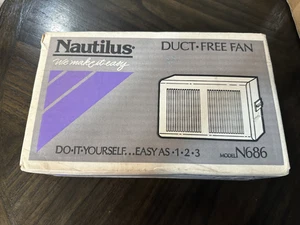 Nautilus®
We make it easy.
DUCT·FREE FAN
DO·IT·YOURSELF...EASY AS ·1·2·3
MODEL N686